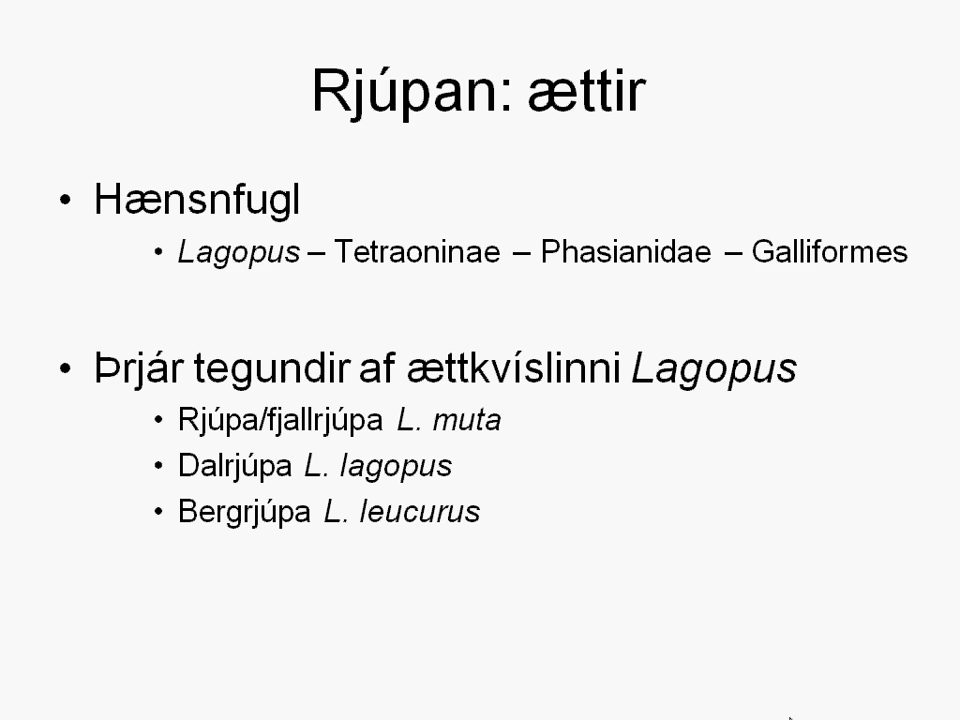 Rjúpan: ættir
• Hænsnfugl
• Lagopus – Tetraoninae – Phasianidae – Galliformes
• Þrjár tegundir af ættkvíslinni Lagopus
• Rjúpa/fjallrjúpa L. muta
• Dalrjúpa L. lagopus
• Bergrjúpa L. leucurus